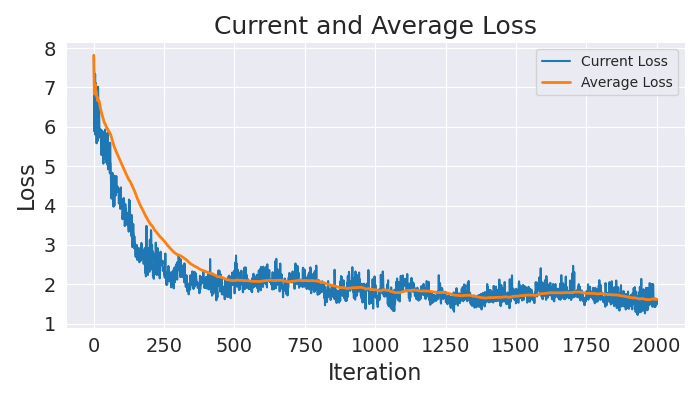 Current and Average Loss
Current Loss
Average Loss
Loss
8
7
6
5
4
3
2
1
0 250 500 750 1000 1250 1500 1750 2000
Iteration